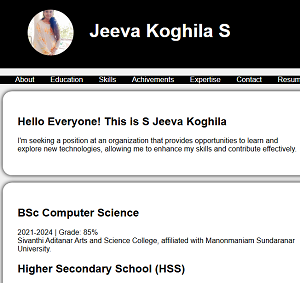 Jeeva Koghila S
About Education Skills Achivements Expertise Contact Resum
Hello Everyone! This is S Jeeva Koghila
I'm seeking a position at an organization that provides opportunities to learn and
explore new technologies, allowing me to enhance my skills and contribute effectively.
BSc Computer Science
2021-2024 | Grade: 85%
Sivanthi Aditanar Arts and Science College, affiliated with Manonmaniam Sundaranar
University.
Higher Secondary School (HSS)